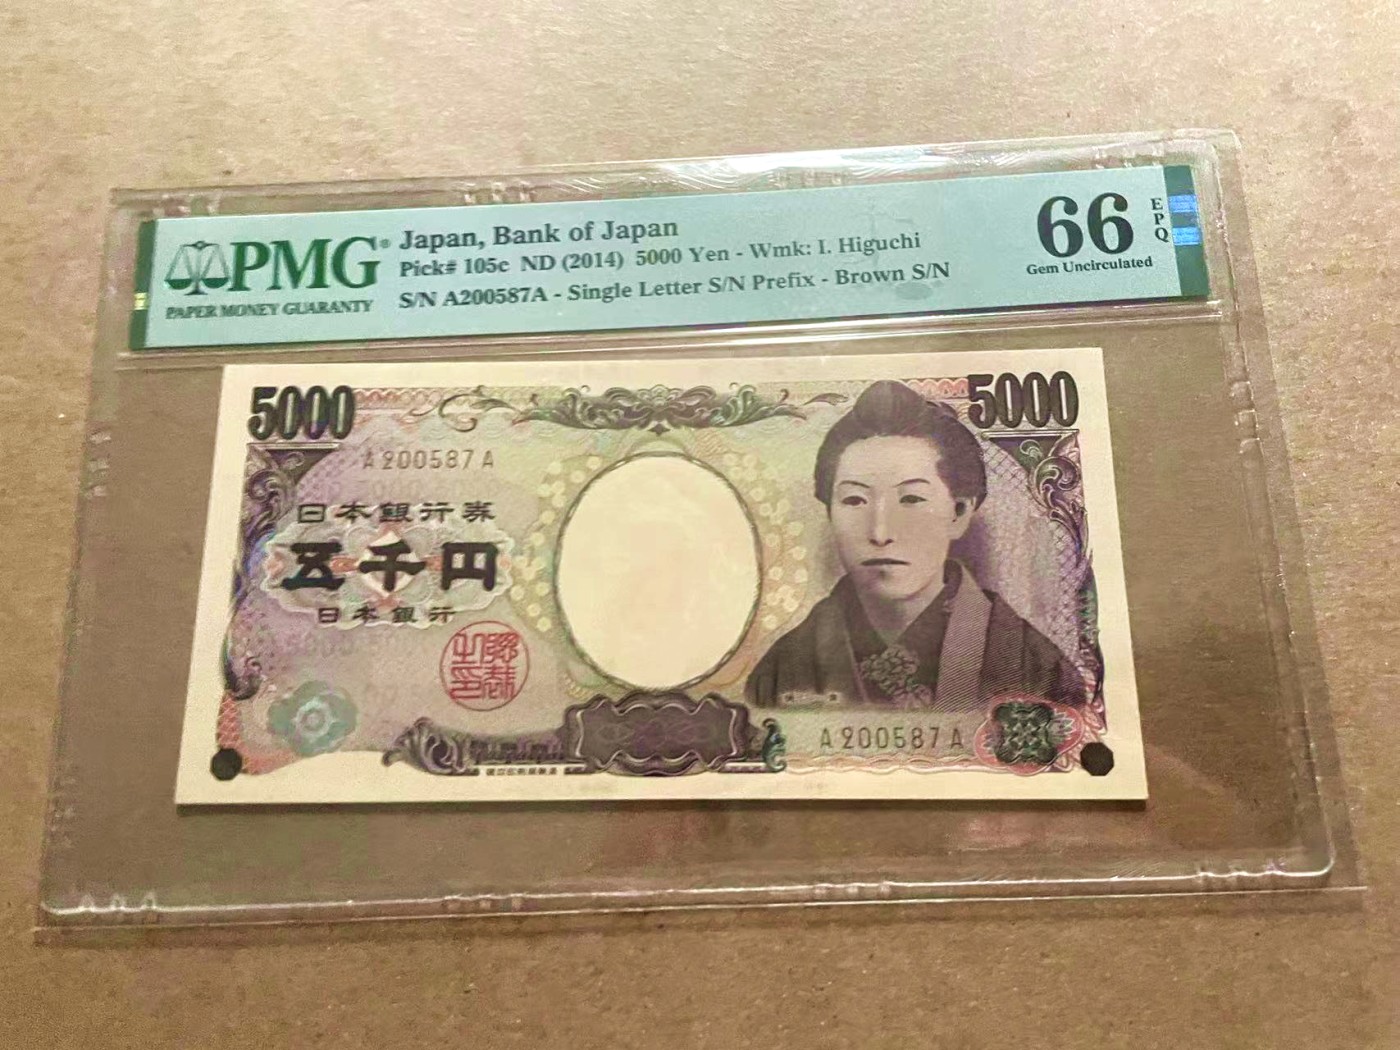 PMG®
PAPER MONEY GUARANTY
Japan, Bank of Japan
Pick# 105c ND (2014) 5000 Yen - Wmk: I. Higuchi
S/N A200587A - Single Letter S/N Prefix - Brown S/N
66 EPQ
Gem Uncirculated
5000
5000
A200587A
日本銀行券
五千円
日本銀行
A200587A